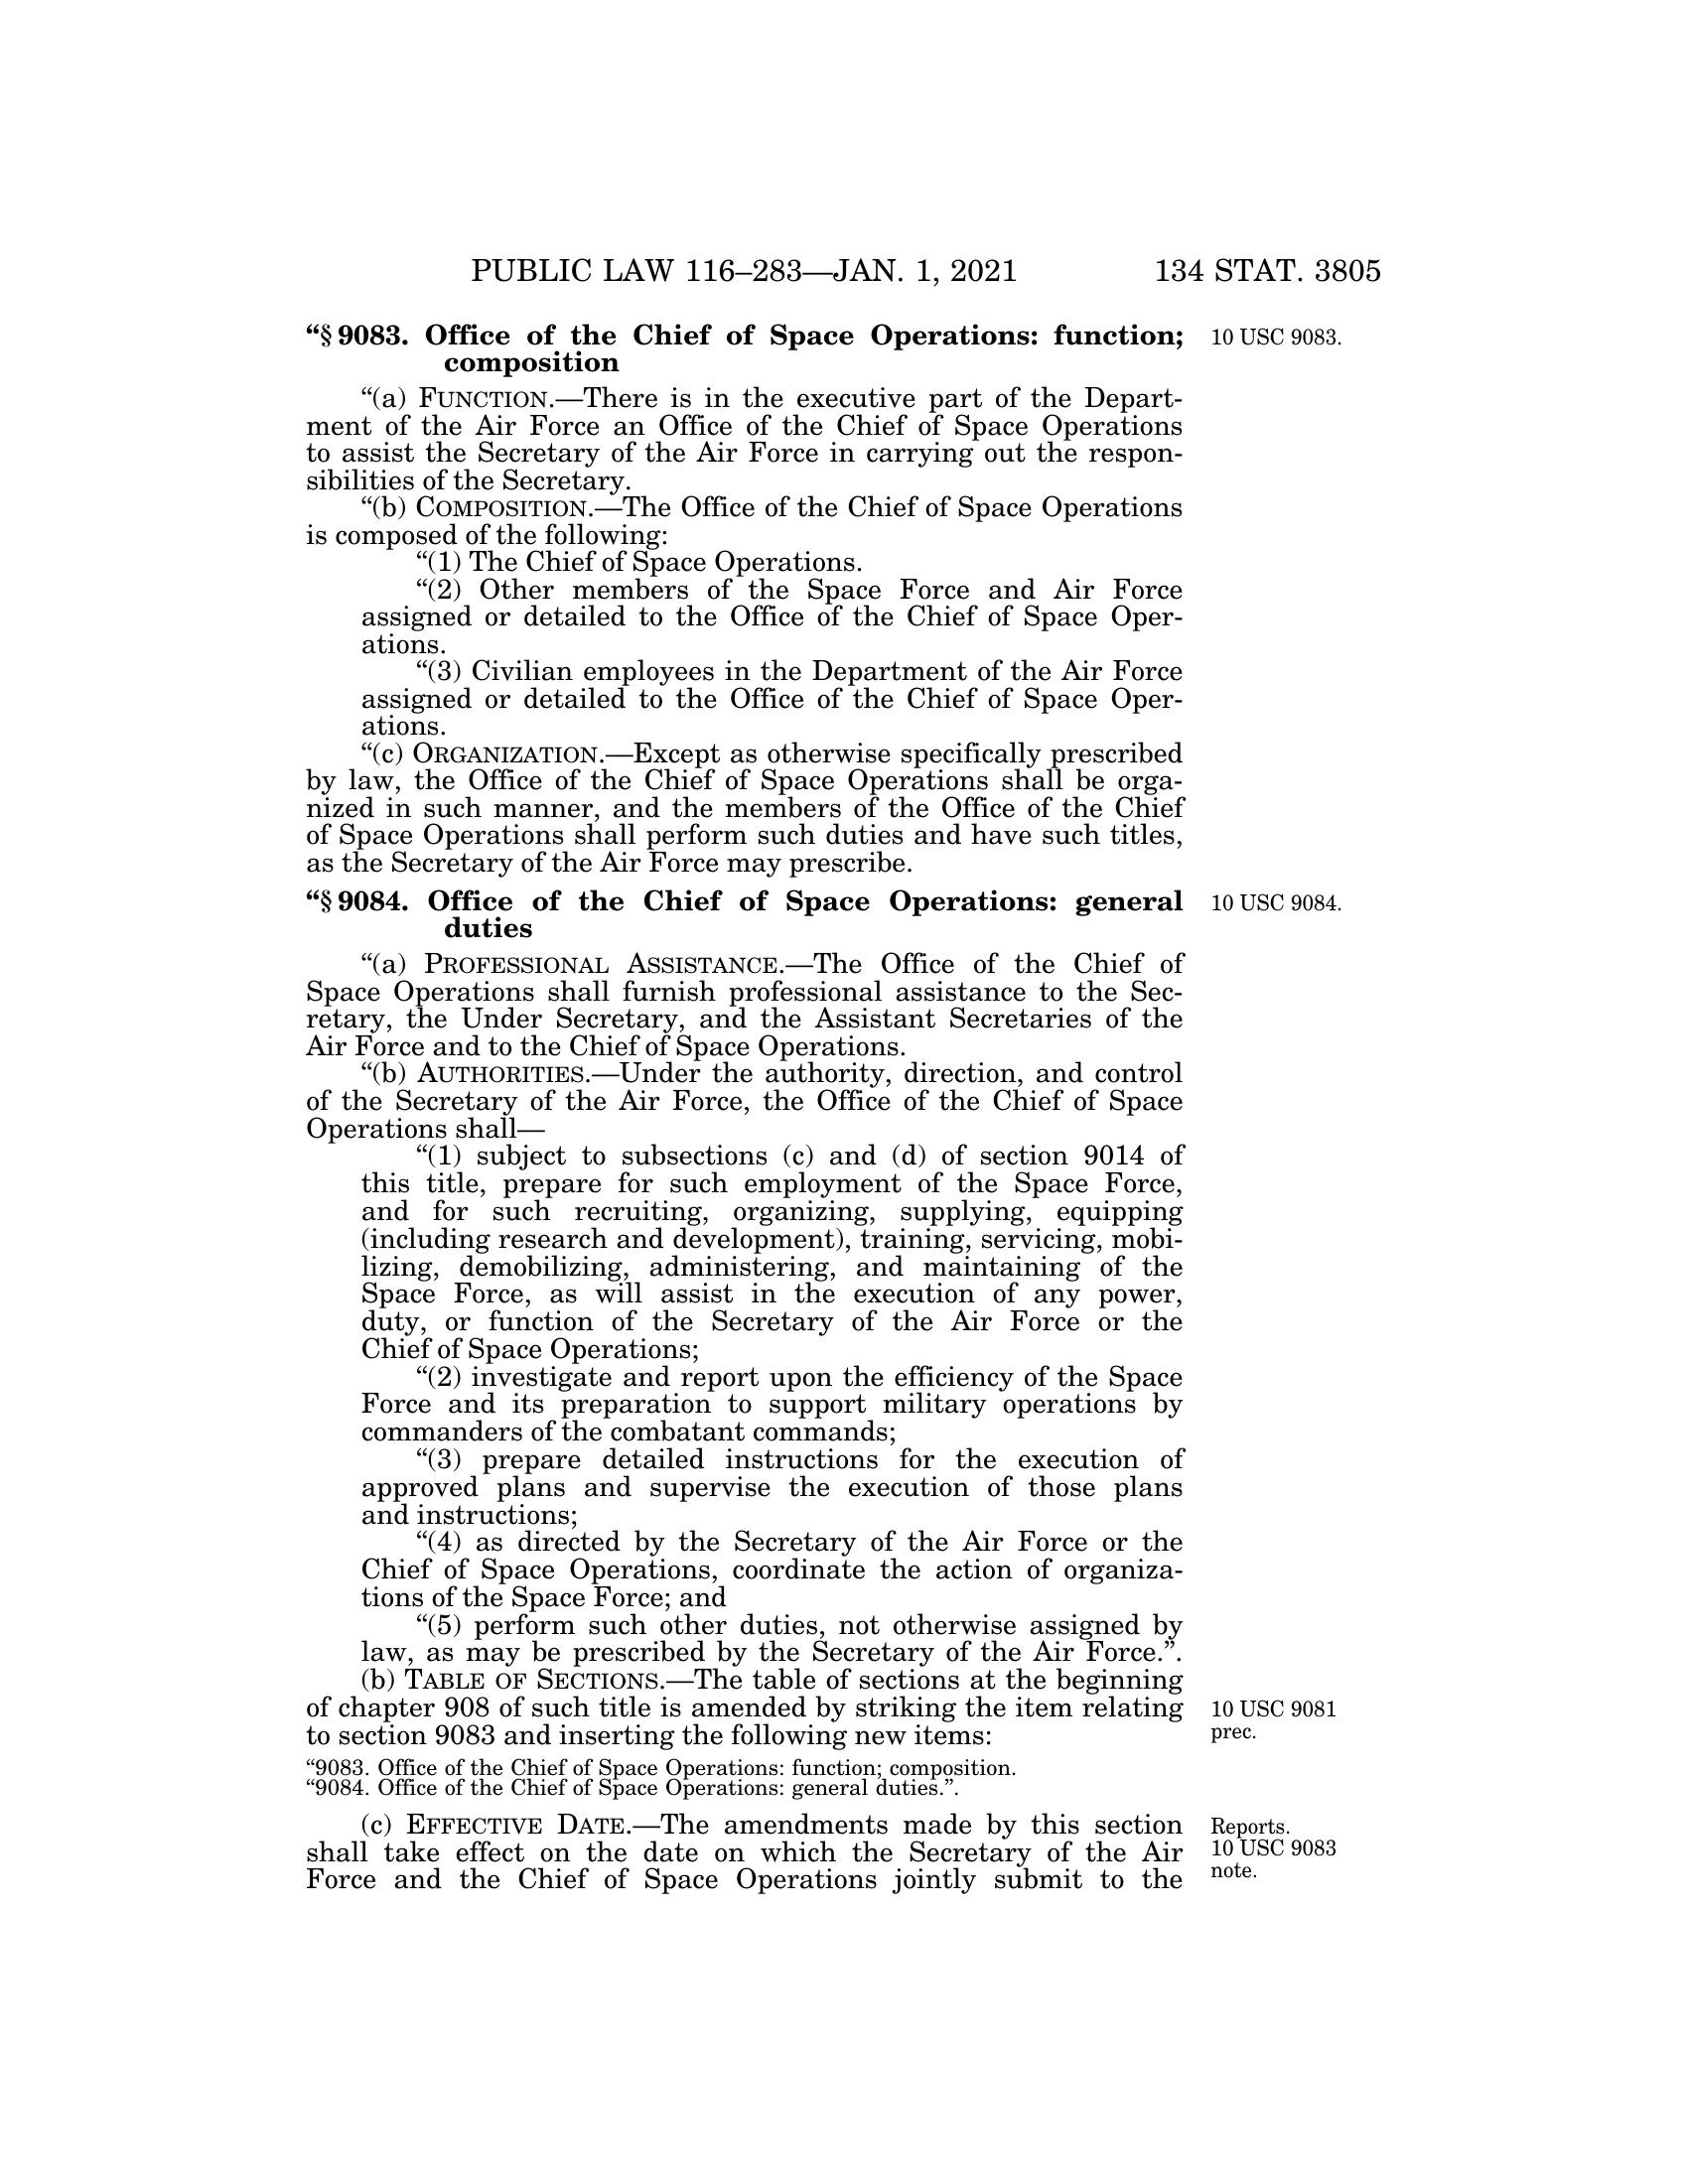 PUBLIC LAW 116–283—JAN. 1, 2021 134 STAT. 3805
“§ 9083. Office of the Chief of Space Operations: function; 10 USC 9083.
composition
“(a) FUNCTION.—There is in the executive part of the Depart-
ment of the Air Force an Office of the Chief of Space Operations
to assist the Secretary of the Air Force in carrying out the respon-
sibilities of the Secretary.
“(b) COMPOSITION.—The Office of the Chief of Space Operations
is composed of the following:
“(1) The Chief of Space Operations.
“(2) Other members of the Space Force and Air Force
assigned or detailed to the Office of the Chief of Space Oper-
ations.
“(3) Civilian employees in the Department of the Air Force
assigned or detailed to the Office of the Chief of Space Oper-
ations.
“(c) ORGANIZATION.—Except as otherwise specifically prescribed
by law, the Office of the Chief of Space Operations shall be orga-
nized in such manner, and the members of the Office of the Chief
of Space Operations shall perform such duties and have such titles,
as the Secretary of the Air Force may prescribe.
“§ 9084. Office of the Chief of Space Operations: general 10 USC 9084.
duties
“(a) PROFESSIONAL ASSISTANCE.—The Office of the Chief of
Space Operations shall furnish professional assistance to the Sec-
retary, the Under Secretary, and the Assistant Secretaries of the
Air Force and to the Chief of Space Operations.
“(b) AUTHORITIES.—Under the authority, direction, and control
of the Secretary of the Air Force, the Office of the Chief of Space
Operations shall—
“(1) subject to subsections (c) and (d) of section 9014 of
this title, prepare for such employment of the Space Force,
and for such recruiting, organizing, supplying, equipping
(including research and development), training, servicing, mobi-
lizing, demobilizing, administering, and maintaining of the
Space Force, as will assist in the execution of any power,
duty, or function of the Secretary of the Air Force or the
Chief of Space Operations;
“(2) investigate and report upon the efficiency of the Space
Force and its preparation to support military operations by
commanders of the combatant commands;
“(3) prepare detailed instructions for the execution of
approved plans and supervise the execution of those plans
and instructions;
“(4) as directed by the Secretary of the Air Force or the
Chief of Space Operations, coordinate the action of organiza-
tions of the Space Force; and
“(5) perform such other duties, not otherwise assigned by
law, as may be prescribed by the Secretary of the Air Force.”.
(b) TABLE OF SECTIONS.—The table of sections at the beginning
of chapter 908 of such title is amended by striking the item relating 10 USC 9081
to section 9083 and inserting the following new items: prec.
“9083. Office of the Chief of Space Operations: function; composition.
“9084. Office of the Chief of Space Operations: general duties.”.
(c) EFFECTIVE DATE.—The amendments made by this section Reports.
shall take effect on the date on which the Secretary of the Air 10 USC 9083
Force and the Chief of Space Operations jointly submit to the note.